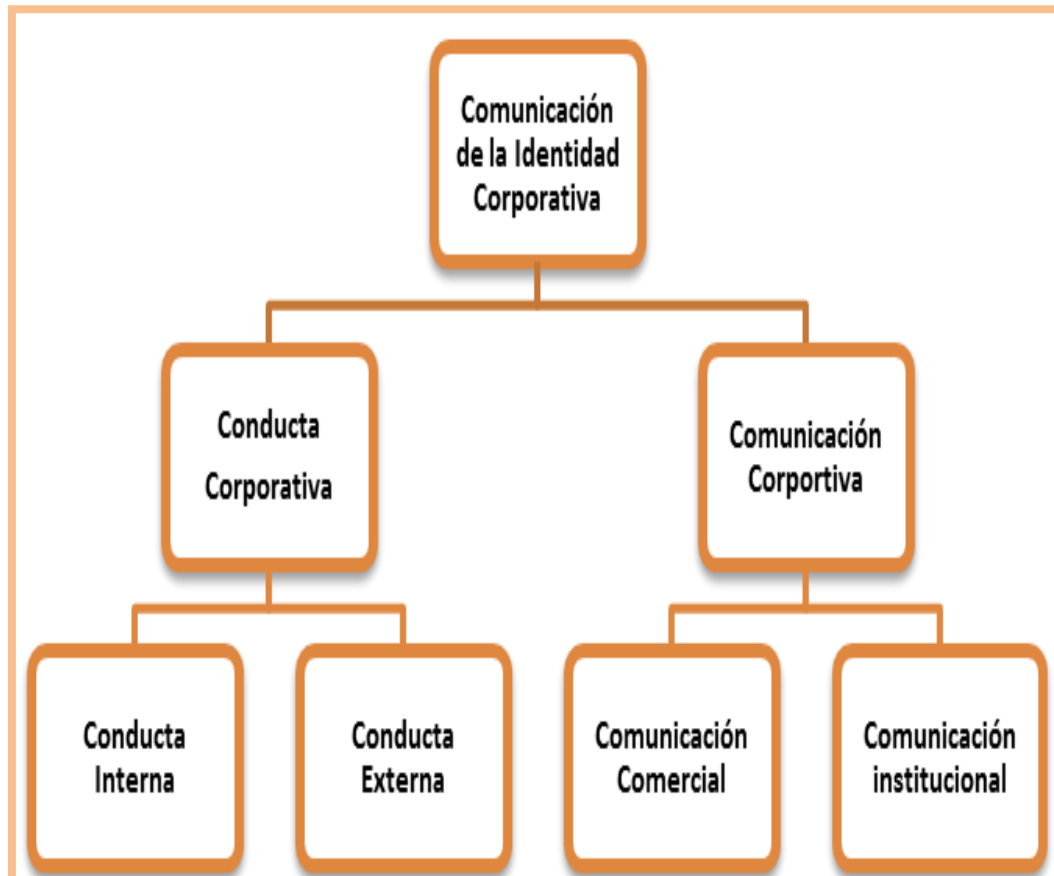 Comunicación
de la Identidad
Corporativa
Conducta
Corporativa
Comunicación
Corportiva
Conducta
Interna
Conducta
Externa
Comunicación
Comercial
Comunicación
institucional